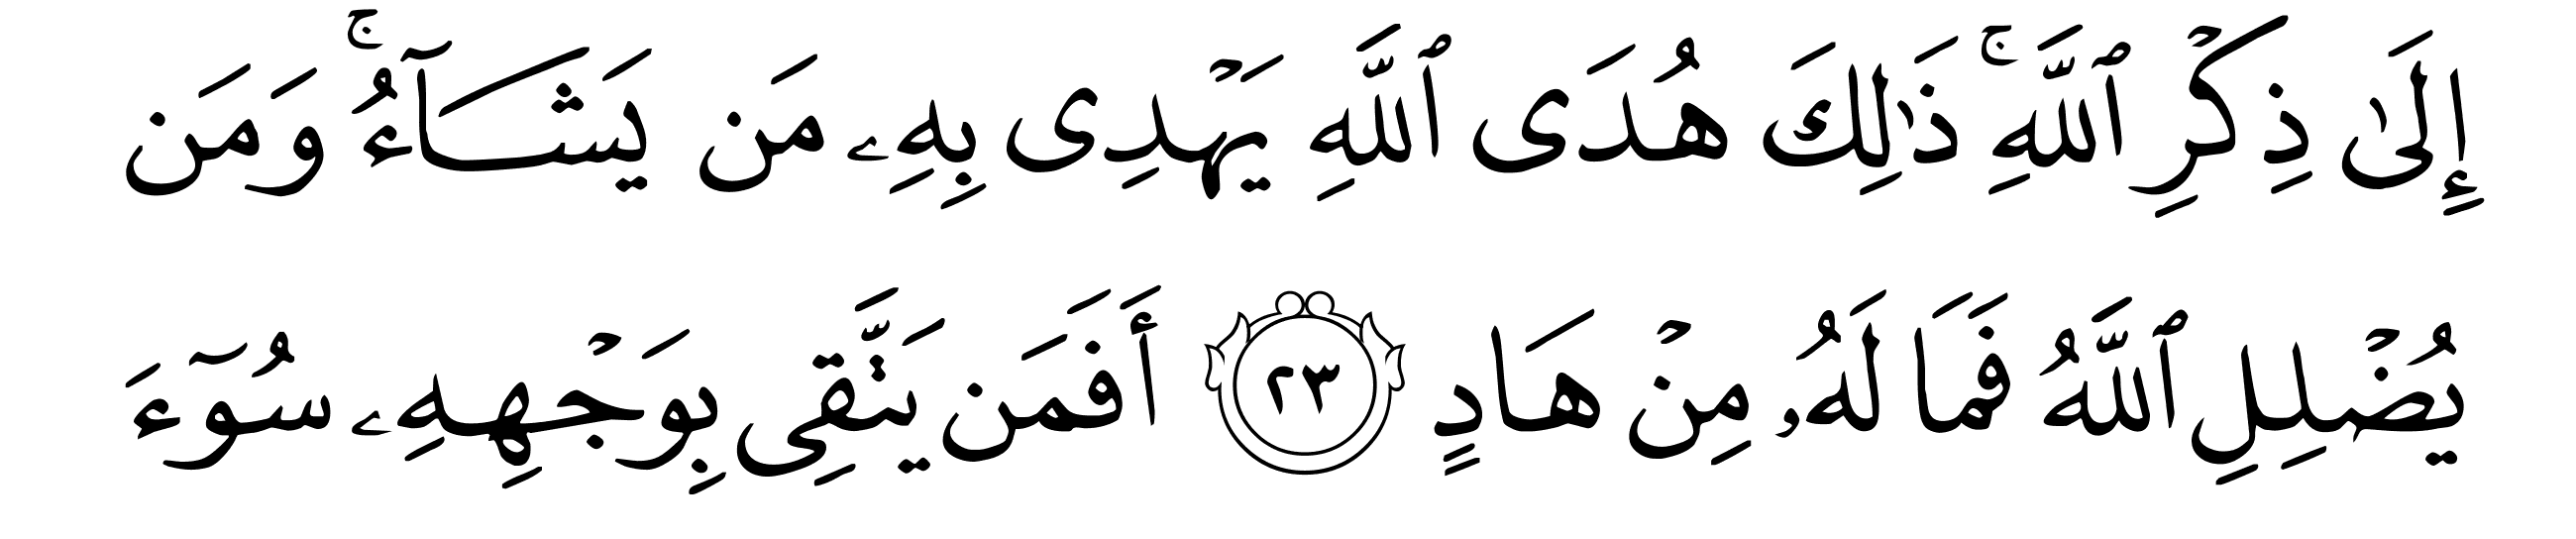 إِلَىٰ ذِكْرِ ٱللَّهِۚ ذَٰلِكَ هُدَى ٱللَّهِ يَهْدِى بِهِۦ مَن يَشَآءُۚ وَمَن
يُضْلِلِ ٱللَّهُ فَمَا لَهُۥ مِنْ هَادٍ ٢٣ أَفَمَن يَتَّقِى بِوَجْهِهِۦ سُوٓءَ